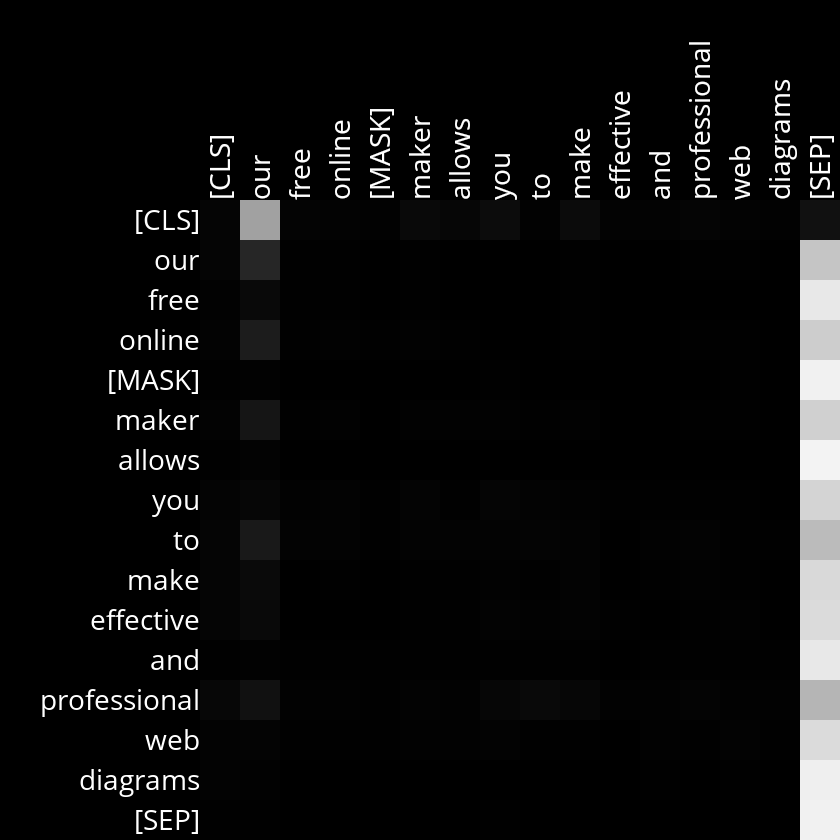 [CLS] our free online [MASK] maker allows you to make effective and professional web diagrams [SEP]
[CLS]
our
free
online
[MASK]
maker
allows
you
to
make
effective
and
professional
web
diagrams
[SEP]